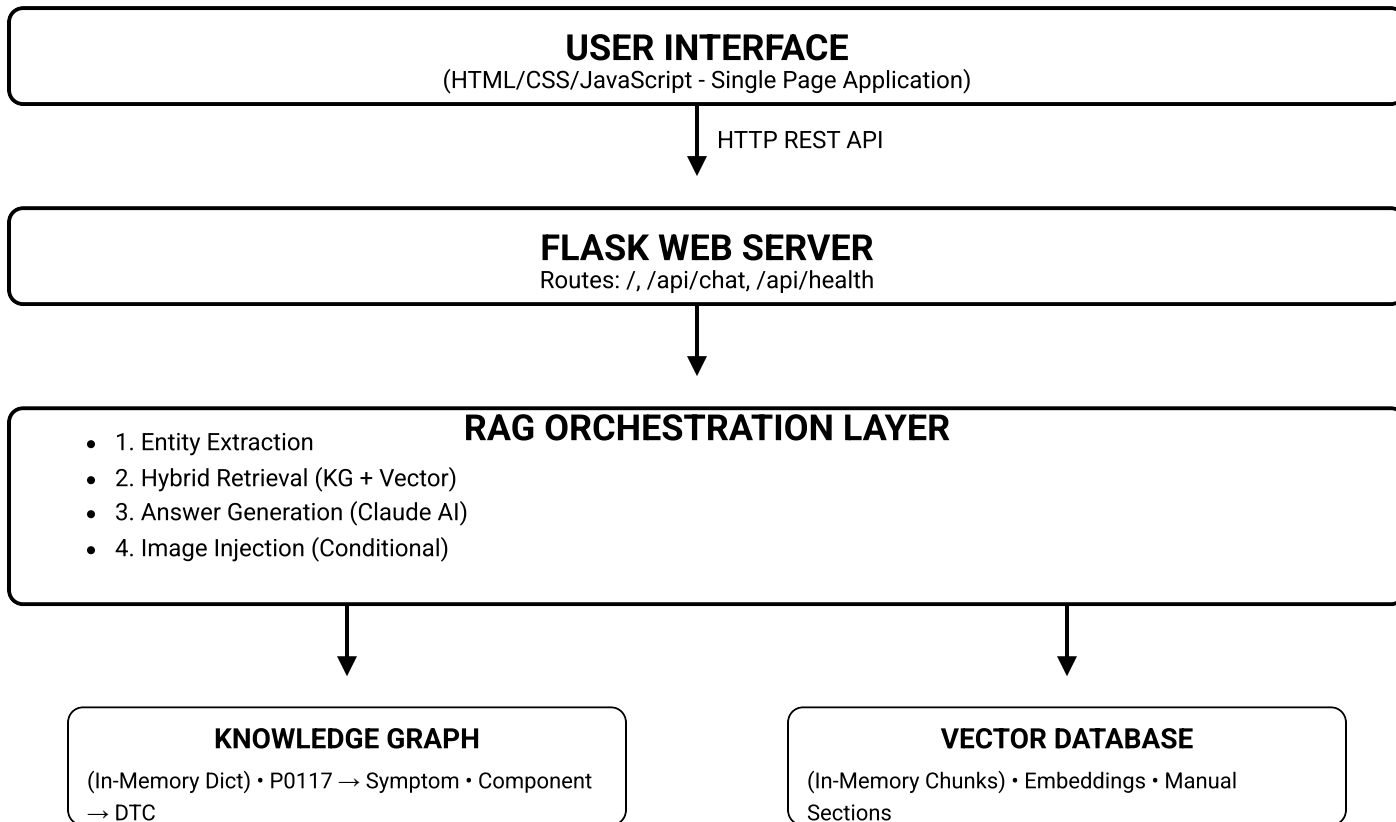 USER INTERFACE
(HTML/CSS/JavaScript - Single Page Application)
HTTP REST API
FLASK WEB SERVER
Routes: /, /api/chat, /api/health
RAG ORCHESTRATION LAYER
• 1. Entity Extraction
• 2. Hybrid Retrieval (KG + Vector)
• 3. Answer Generation (Claude AI)
• 4. Image Injection (Conditional)
KNOWLEDGE GRAPH
(In-Memory Dict) • P0117 → Symptom • Component
→ DTC
VECTOR DATABASE
(In-Memory Chunks) • Embeddings • Manual
Sections